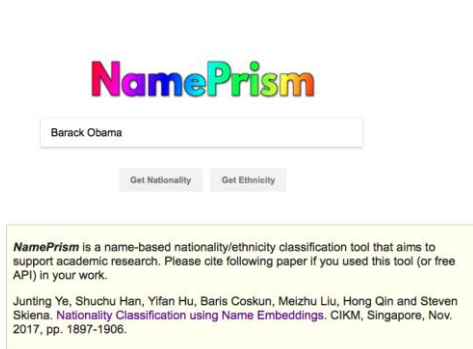 NamePrism
Barack Obama
Get Nationality Get Ethnicity
NamePrism is a name-based nationality/ethnicity classification tool that aims to
support academic research. Please cite following paper if you used this tool (or free
API) in your work.
Junting Ye, Shuchu Han, Yifan Hu, Baris Coskun, Meizhu Liu, Hong Qin and Steven
Skiena. Nationality Classification using Name Embeddings. CIKM, Singapore, Nov.
2017, pp. 1897-1906.